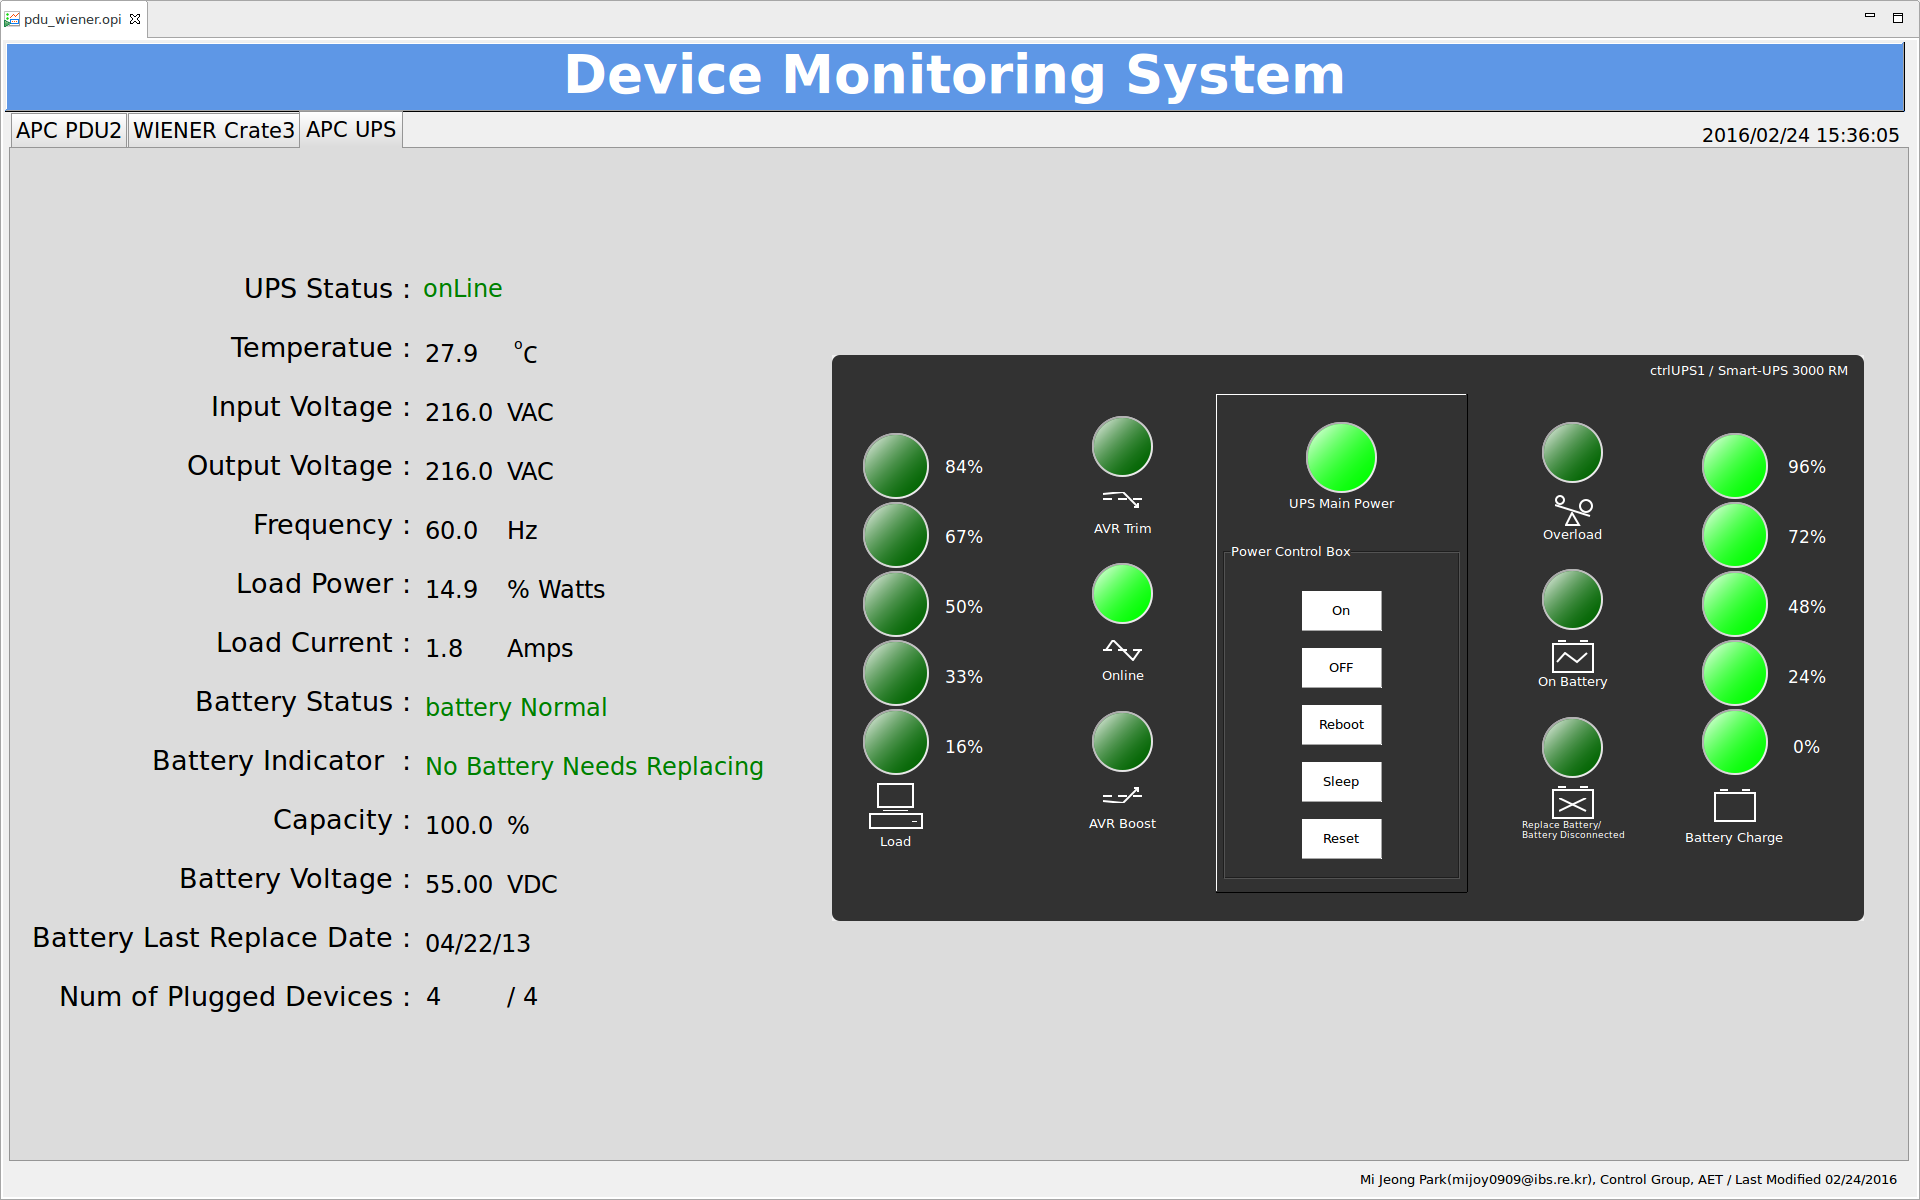 pdu_wiener.opi
Device Monitoring System
APC PDU2 WIENER Crate3 APC UPS
2016/02/24 15:36:05
UPS Status : onLine
Temperatue : 27.9 °C
Input Voltage : 216.0 VAC
Output Voltage : 216.0 VAC
Frequency : 60.0 Hz
Load Power : 14.9 % Watts
Load Current : 1.8 Amps
Battery Status : battery Normal
Battery Indicator : No Battery Needs Replacing
Capacity : 100.0 %
Battery Voltage : 55.00 VDC
Battery Last Replace Date : 04/22/13
Num of Plugged Devices : 4 / 4
ctrlUPS1 / Smart-UPS 3000 RM
84%
67%
50%
33%
16%
Load
AVR Trim
Online
AVR Boost
UPS Main Power
Power Control Box
On
OFF
Reboot
Sleep
Reset
Overload
On Battery
Replace Battery/
Battery Disconnected
96%
72%
48%
24%
0%
Battery Charge
Mi Jeong Park(mijoy0909@ibs.re.kr), Control Group, AET / Last Modified 02/24/2016